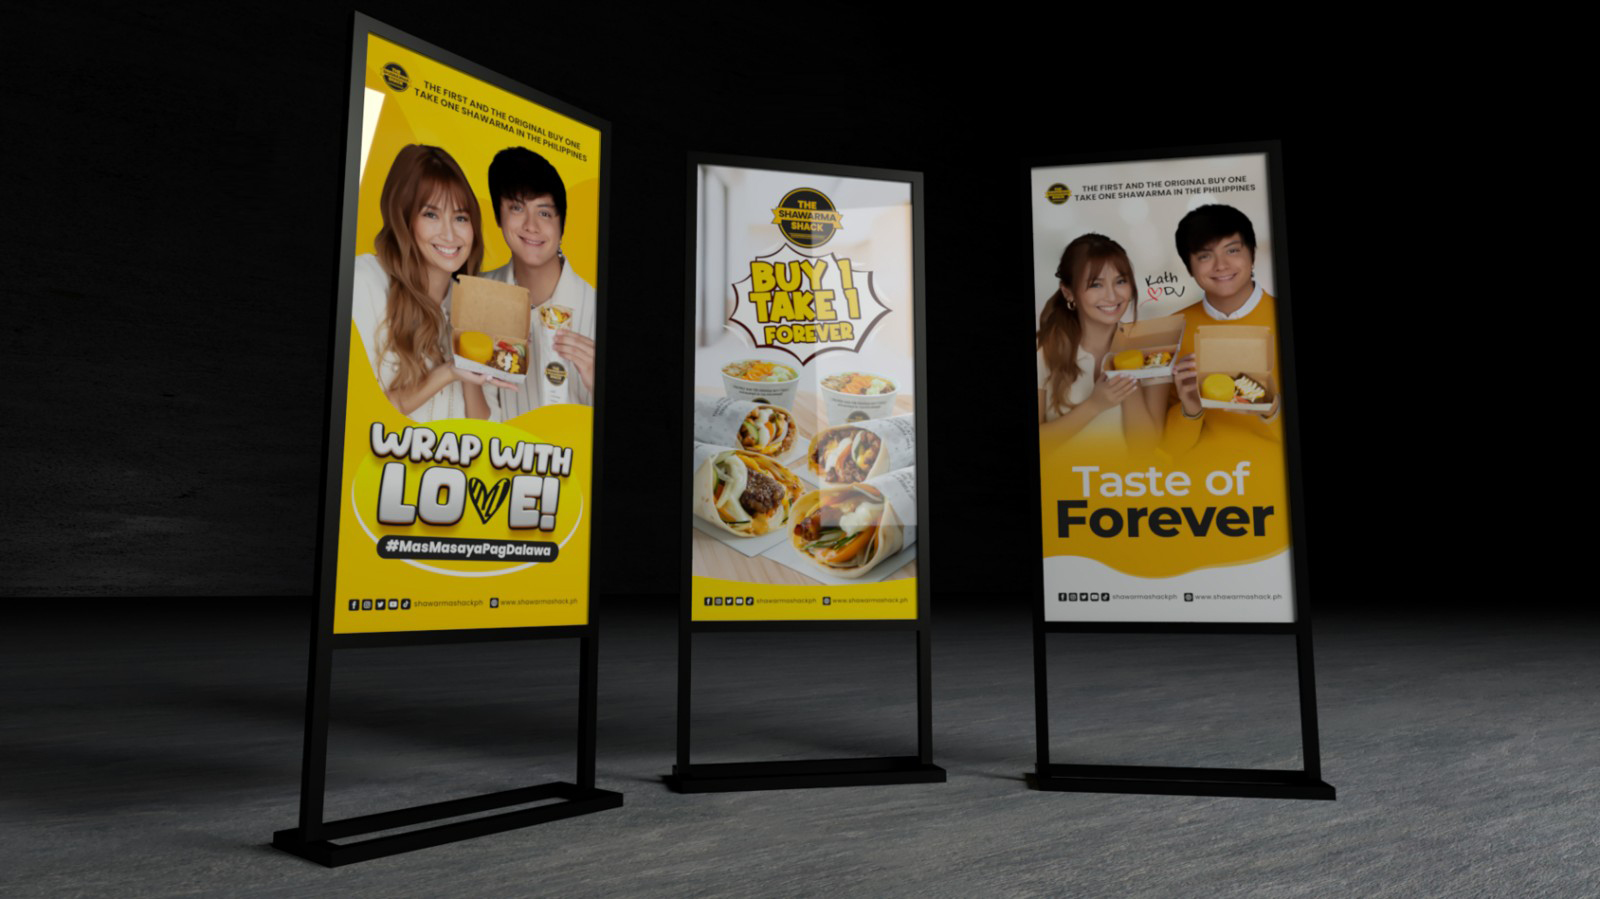 THE FIRST AND THE ORIGINAL BUY ONE
TAKE ONE SHAWARMA IN THE PHILIPPINES
WRAP WITH
LOVE!
#MasMasayaPagDalawa
shawarmashackph
www.shawarmashack.ph
THE
SHAWARMA
SHACK
BUY 1
TAKE 1
FOREVER
shawarmashackph
www.shawarmashack.ph
THE FIRST AND THE ORIGINAL BUY ONE
TAKE ONE SHAWARMA IN THE PHILIPPINES
Kath
DJ
Taste of
Forever
shawarmashackph
www.shawarmashack.ph